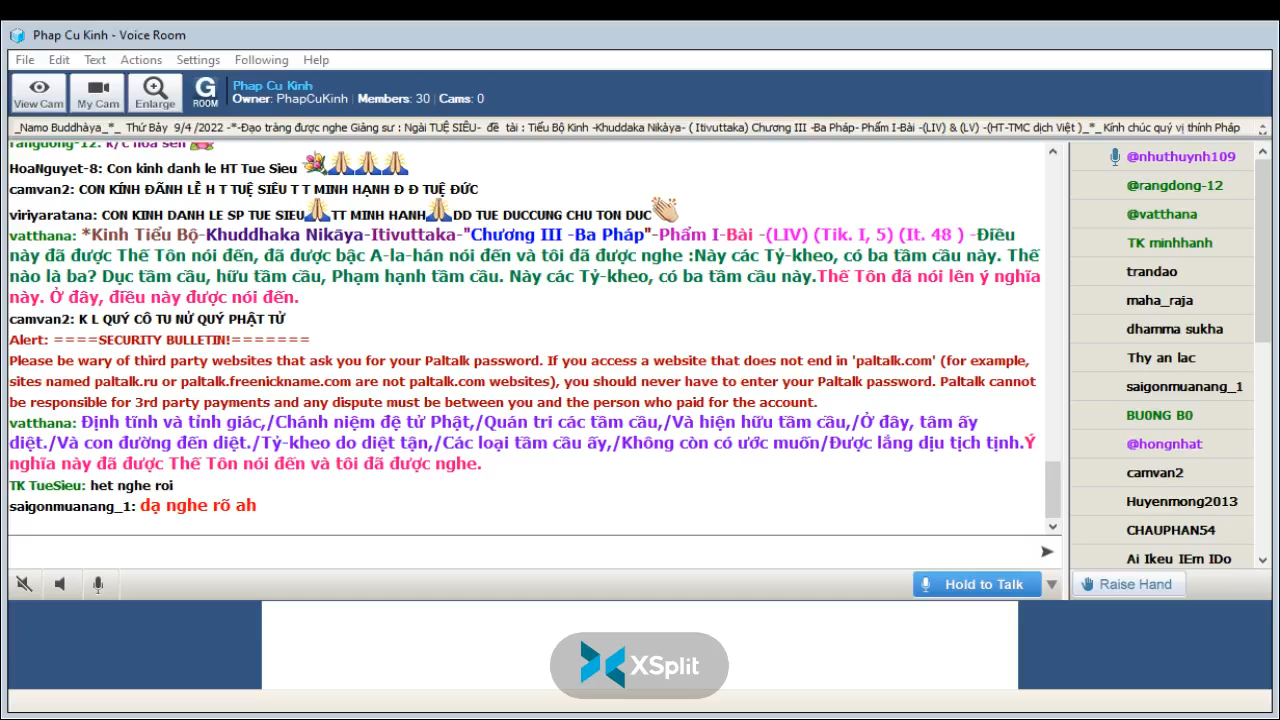 Phap Cu Kinh - Voice Room
File Edit Text Actions Settings Following Help
View Cam My Cam Enlarge G ROOM
Phap Cu Kinh
Owner: PhapCuKinh | Members: 30 | Cams: 0
_Namo Buddhàya_*_ Thứ Bảy 9/4 /2022 -*-Đạo tràng được nghe Giảng sư : Ngài TUỆ SIÊU- đề tài : Tiểu Bộ Kinh -Khuddaka Nikàya- ( Itivuttaka) Chương III -Ba Pháp- Phẩm I-Bài -(LIV) & (LV) -(HT-TMC dịch Việt )_*_ Kính chúc quý vị thính Pháp
rangdong-12: k/c hoa sen
HoaNguyet-8: Con kinh danh le HT Tue Sieu
camvan2: CON KÍNH ĐÃNH LỄ H T TUỆ SIÊU T T MINH HẠNH Đ Đ TUỆ ĐỨC
viriyaratana: CON KINH DANH LE SP TUE SIEU TT MINH HANH DD TUE DUCCUNG CHU TON DUC
vatthana: *Kinh Tiểu Bộ-Khuddhaka Nikāya-Itivuttaka-"Chương III -Ba Pháp"-Phẩm I-Bài -(LIV) (Tik. I, 5) (It. 48 ) -Điều
này đã được Thế Tôn nói đến, đã được bậc A-la-hán nói đến và tôi đã được nghe :Này các Tỷ-kheo, có ba tầm cầu này. Thế
nào là ba? Dục tầm cầu, hữu tầm cầu, Phạm hạnh tầm cầu. Này các Tỷ-kheo, có ba tầm cầu này.Thế Tôn đã nói lên ý nghĩa
này. Ở đây, điều này được nói đến.
camvan2: K L QUÝ CÔ TU NỬ QUÝ PHẬT TỬ
Alert: ====SECURITY BULLETIN!=======
Please be wary of third party websites that ask you for your Paltalk password. If you access a website that does not end in 'paltalk.com' (for example,
sites named paltalk.ru or paltalk.freenickname.com are not paltalk.com websites), you should never have to enter your Paltalk password. Paltalk cannot
be responsible for 3rd party payments and any dispute must be between you and the person who paid for the account.
vatthana: Định tĩnh và tỉnh giác,/Chánh niệm đệ tử Phật,/Quán tri các tầm cầu,/Và hiện hữu tầm cầu,/Ở đây, tâm ấy
diệt./Và con đường đến diệt./Tỷ-kheo do diệt tận,/Các loại tầm cầu ấy,/Không còn có ước muốn/Được lắng dịu tịch tịnh.Ý
nghĩa này đã được Thế Tôn nói đến và tôi đã được nghe.
TK TueSieu: het nghe roi
saigonmuanang_1: dạ nghe rõ ah
@nhuthuynh109
@rangdong-12
@vatthana
TK minhhanh
trandao
maha_raja
dhamma sukha
Thy an lac
saigonmuanang_1
BU0NG B0
@hongnhat
camvan2
Huyenmong2013
CHAUPHAN54
Ai Ikeu IEm IDo
Hold to Talk
Raise Hand
XSplit